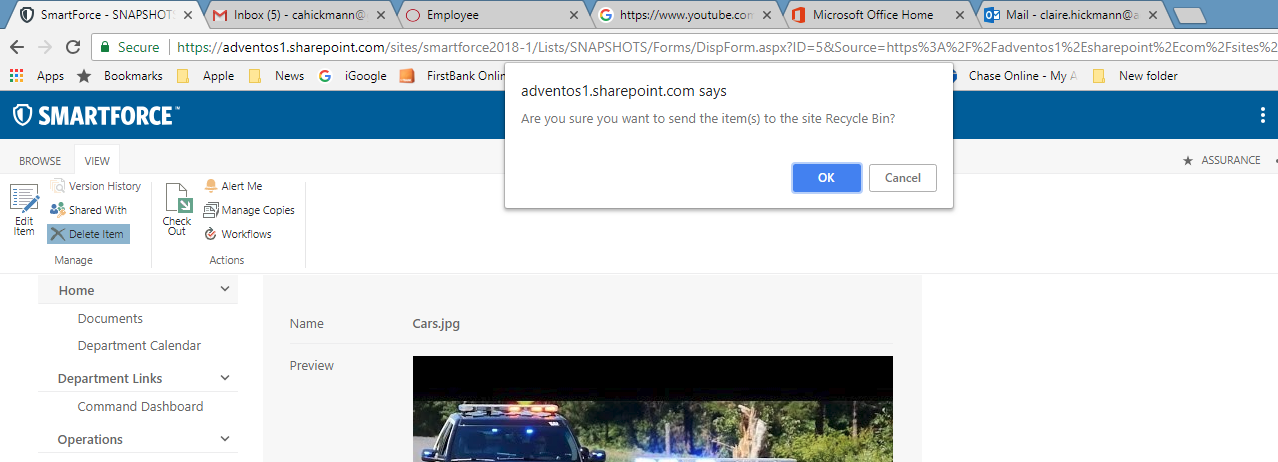 SmartForce - SNAPSHOTS
Inbox (5) - cahickmann@
Employee
https://www.youtube.com
Microsoft Office Home
Mail - claire.hickmann@a
Secure
https://adventos1.sharepoint.com/sites/smartforce2018-1/Lists/SNAPSHOTS/Forms/DispForm.aspx?ID=5&Source=https%3A%2F%2Fadventos1%2Esharepoint%2Ecom%2Fsites%2
Apps
Bookmarks
Apple
News
iGoogle
FirstBank Onlin
Chase Online - My A
New folder
adventos1.sharepoint.com says
Are you sure you want to send the item(s) to the site Recycle Bin?
OK
Cancel
SMARTFORCE™
BROWSE
VIEW
ASSURANCE
Edit
Item
Version History
Shared With
Delete Item
Manage
Check
Out
Alert Me
Manage Copies
Workflows
Actions
Home
Documents
Department Calendar
Department Links
Command Dashboard
Operations
Name
Cars.jpg
Preview